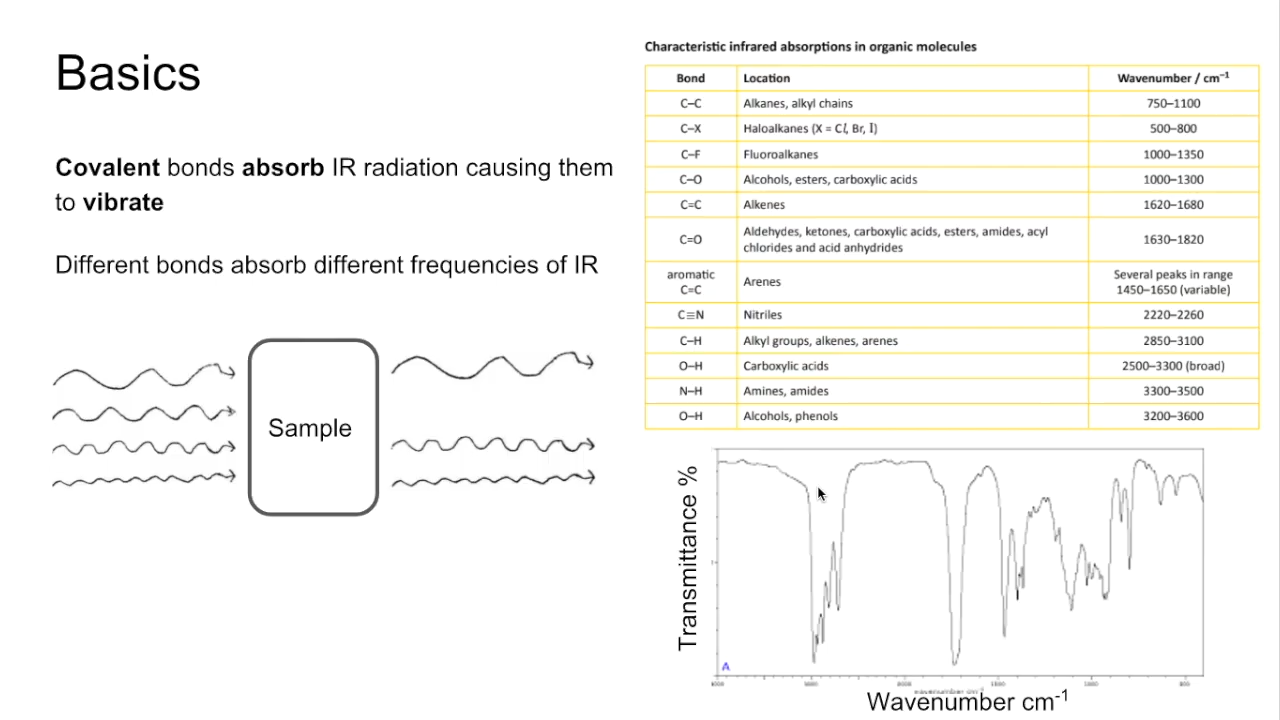 Basics
Covalent bonds absorb IR radiation causing them
to vibrate
Different bonds absorb different frequencies of IR
Sample
Characteristic infrared absorptions in organic molecules
Bond Location Wavenumber / cm⁻¹
C–C Alkanes, alkyl chains 750–1100
C–X Haloalkanes (X = Cl, Br, I) 500–800
C–F Fluoroalkanes 1000–1350
C–O Alcohols, esters, carboxylic acids 1000–1300
C=C Alkenes 1620–1680
C=O Aldehydes, ketones, carboxylic acids, esters, amides, acyl
chlorides and acid anhydrides 1630–1820
aromatic
C=C Arenes Several peaks in range
1450–1650 (variable)
C≡N Nitriles 2220–2260
C–H Alkyl groups, alkenes, arenes 2850–3100
O–H Carboxylic acids 2500–3300 (broad)
N–H Amines, amides 3300–3500
O–H Alcohols, phenols 3200–3600
Transmittance %
A
Wavenumber cm⁻¹